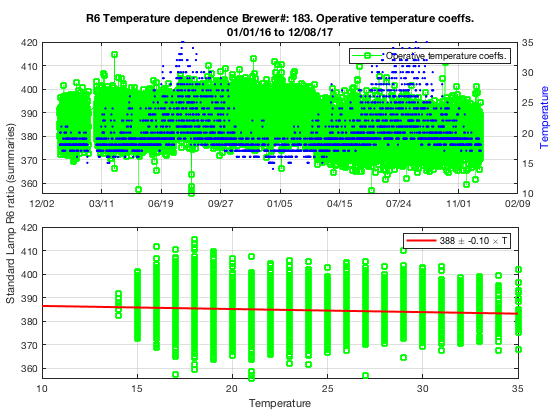 R6 Temperature dependence Brewer#: 183. Operative temperature coeffs.
01/01/16 to 12/08/17
420
410
400
390
380
370
360
Operative temperature coeffs.
35
30
25
20
15
10
Temperature
12/02 03/11 06/19 09/27 01/05 04/15 07/24 11/01 02/09
Standard Lamp R6 ratio (summaries)
420
410
400
390
380
370
360
388 ± -0.10 × T
10 15 20 25 30 35
Temperature